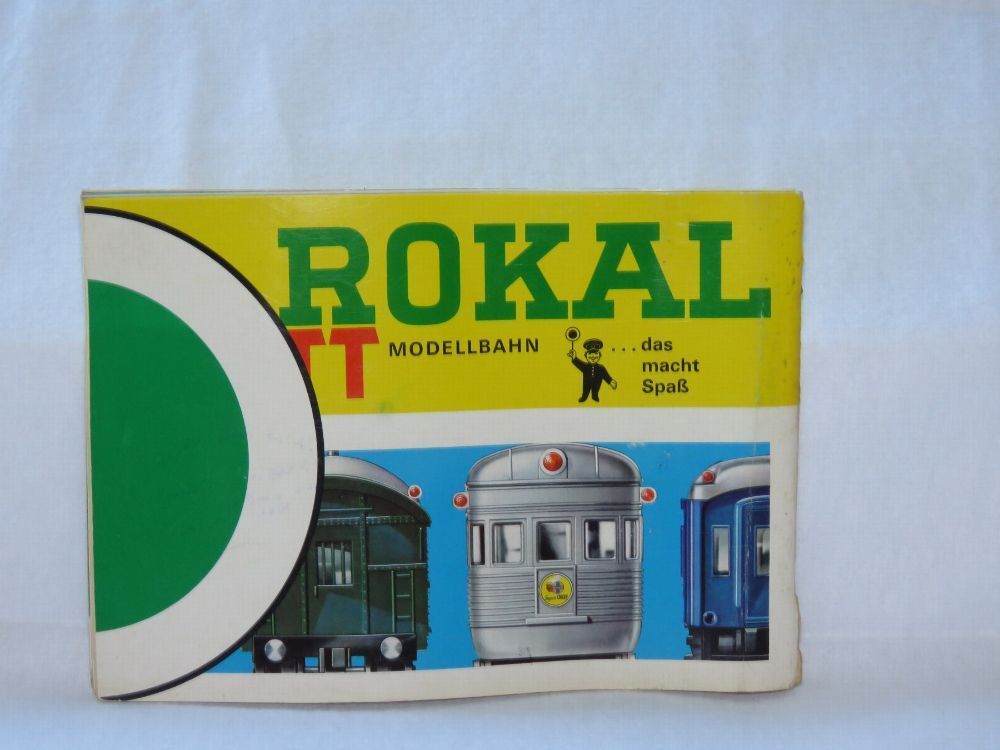 ROKAL
TT MODELLBAHN ...das
macht
Spaß